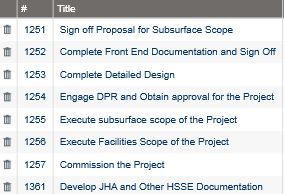 # Title
1251 Sign off Proposal for Subsurface Scope
1252 Complete Front End Documentation and Sign Off
1253 Complete Detailed Design
1254 Engage DPR and Obtain approval for the Project
1255 Execute subsurface scope of the Project
1256 Execute Facilities Scope of the Project
1257 Commission the Project
1361 Develop JHA and Other HSSE Documentation